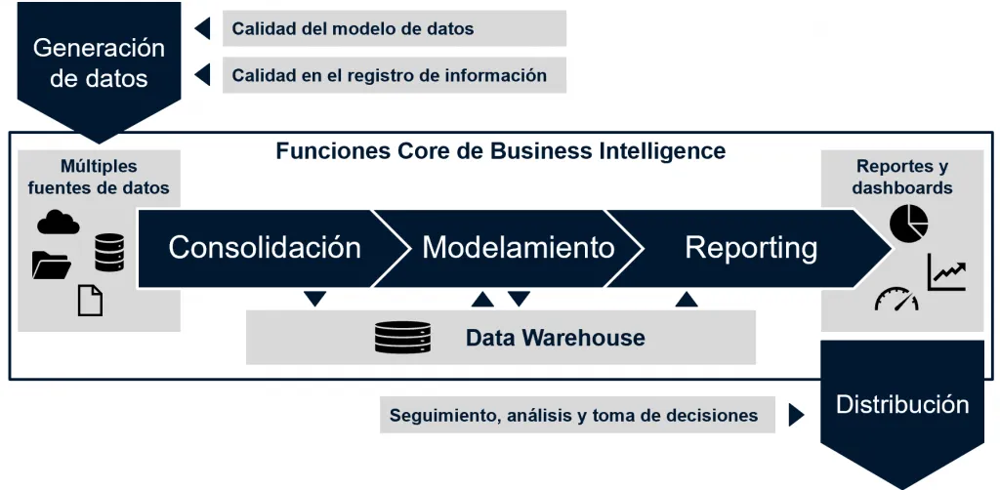 Generación
de datos
Calidad del modelo de datos
Calidad en el registro de información
Funciones Core de Business Intelligence
Múltiples
fuentes de datos
Reportes y
dashboards
Consolidación
Modelamiento
Reporting
Data Warehouse
Seguimiento, análisis y toma de decisiones
Distribución